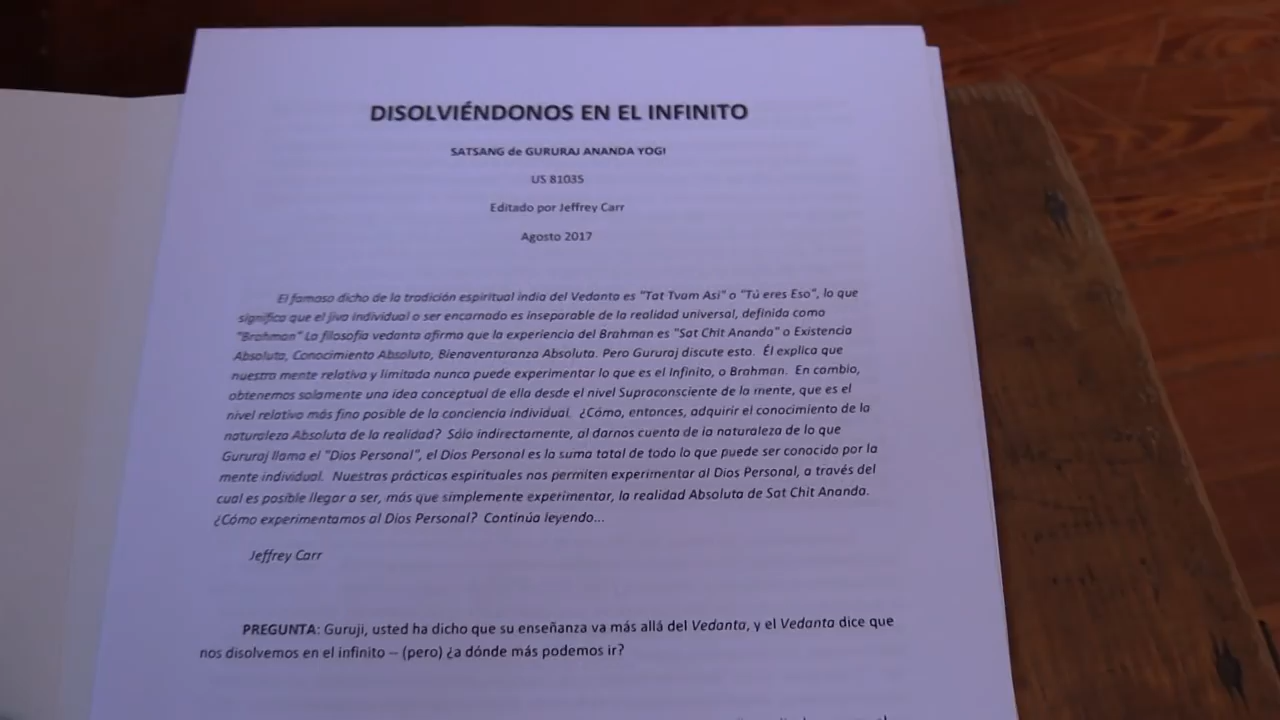 DISOLVIÉNDONOS EN EL INFINITO
SATSANG de GURURAJ ANANDA YOGI
US 81035
Editado por Jeffrey Carr
Agosto 2017
El famoso dicho de la tradición espiritual india del Vedanta es "Tat Tvam Asi" o "Tú eres Eso", lo que
significa que el jiva individual o ser encarnado es inseparable de la realidad universal, definida como
"Brahman" La filosofía vedanta afirma que la experiencia del Brahman es "Sat Chit Ananda" o Existencia
Absoluta, Conocimiento Absoluto, Bienaventuranza Absoluta. Pero Gururaj discute esto. Él explica que
nuestra mente relativa y limitada nunca puede experimentar lo que es el Infinito, o Brahman. En cambio,
obtenemos solamente una idea conceptual de ella desde el nivel Supraconsciente de la mente, que es el
nivel relativo más fino posible de la conciencia individual. ¿Cómo, entonces, adquirir el conocimiento de la
naturaleza Absoluta de la realidad? Sólo indirectamente, al darnos cuenta de la naturaleza de lo que
Gururaj llama el "Dios Personal", el Dios Personal es la suma total de todo lo que puede ser conocido por la
mente individual. Nuestras prácticas espirituales nos permiten experimentar al Dios Personal, a través del
cual es posible llegar a ser, más que simplemente experimentar, la realidad Absoluta de Sat Chit Ananda.
¿Cómo experimentamos al Dios Personal? Continúa leyendo...
Jeffrey Carr
PREGUNTA: Guruji, usted ha dicho que su enseñanza va más allá del Vedanta, y el Vedanta dice que
nos disolvemos en el infinito – (pero) ¿a dónde más podemos ir?